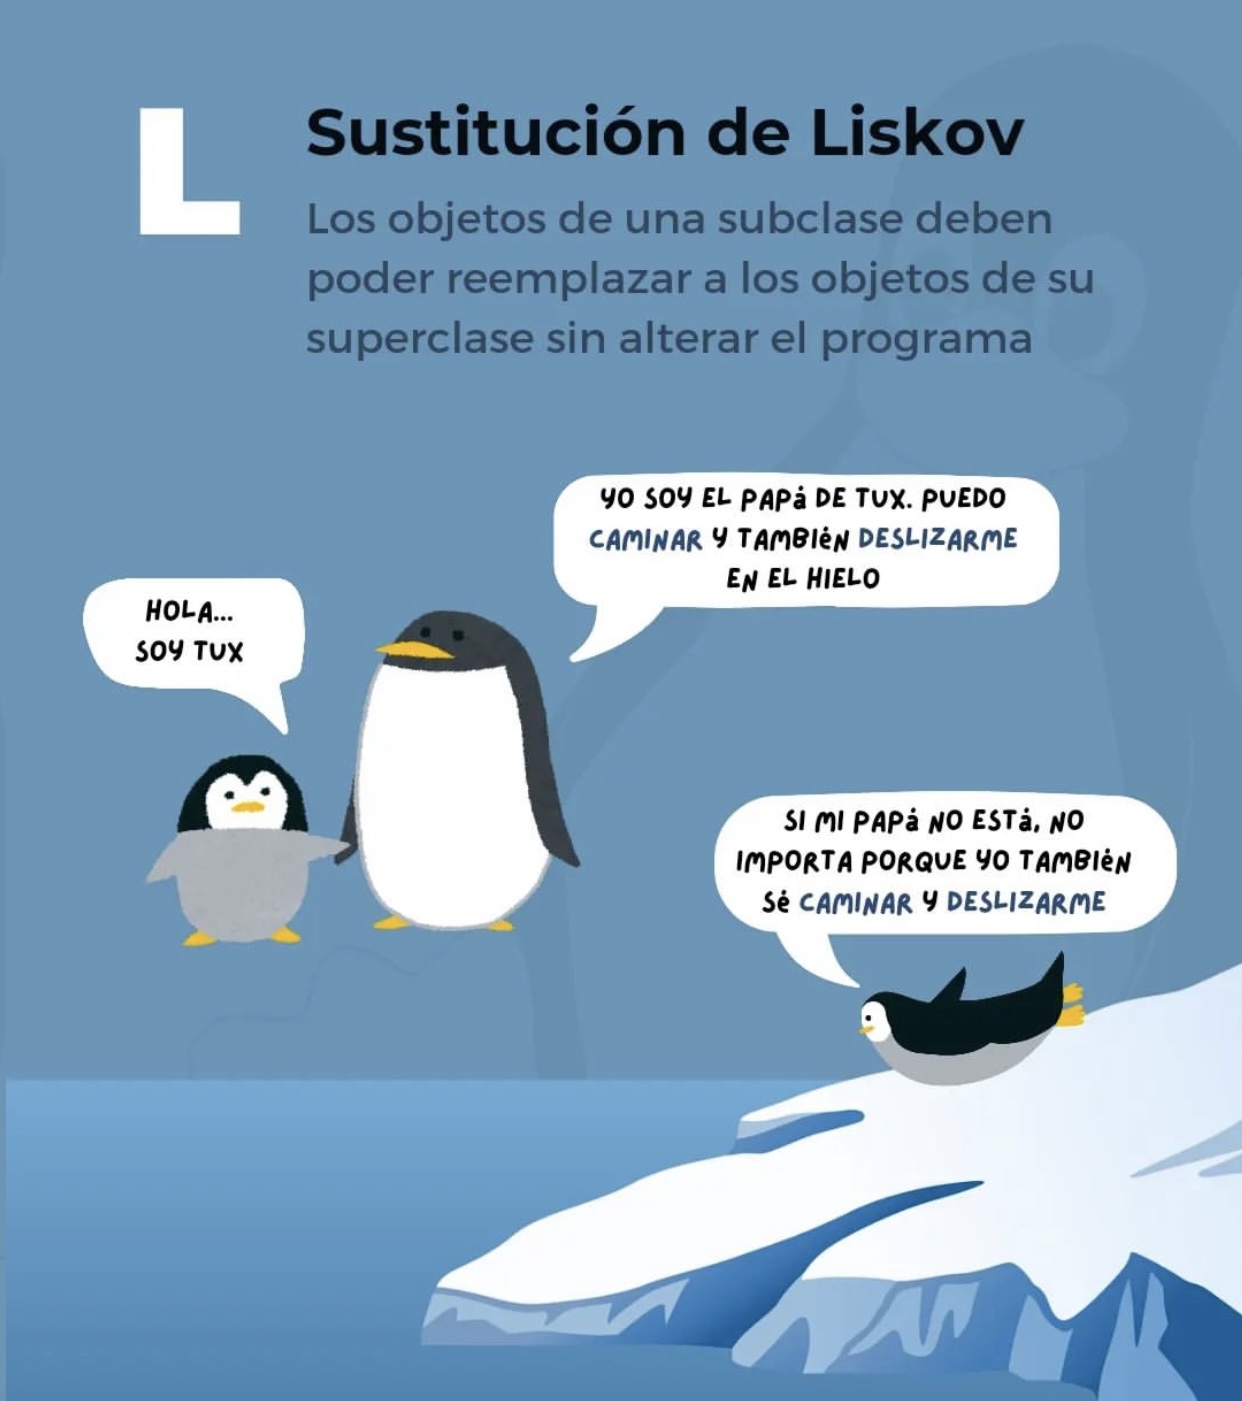 L
Sustitución de Liskov
Los objetos de una subclase deben
poder reemplazar a los objetos de su
superclase sin alterar el programa
YO SOY EL PAPÁ DE TUX. PUEDO
CAMINAR Y TAMBIÉN DESLIZARME
EN EL HIELO
HOLA...
SOY TUX
SI MI PAPÁ NO ESTÁ, NO
IMPORTA PORQUE YO TAMBIÉN
SÉ CAMINAR Y DESLIZARME